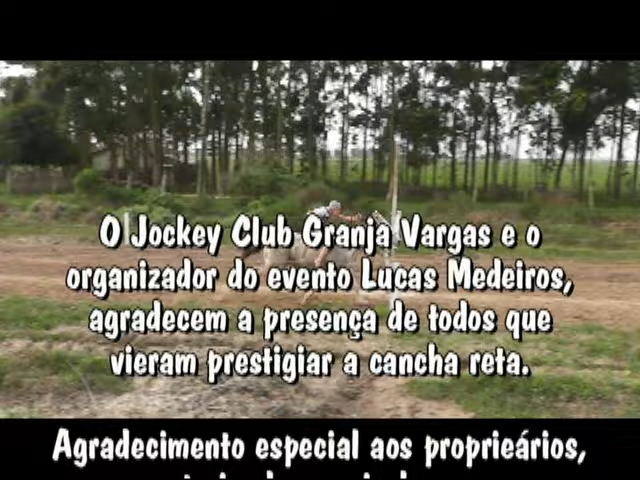 O Jockey Club Granja Vargas e o
organizador do evento Lucas Medeiros,
agradecem a presença de todos que
vieram prestigiar a cancha reta.
Agradecimento especial aos proprieários,